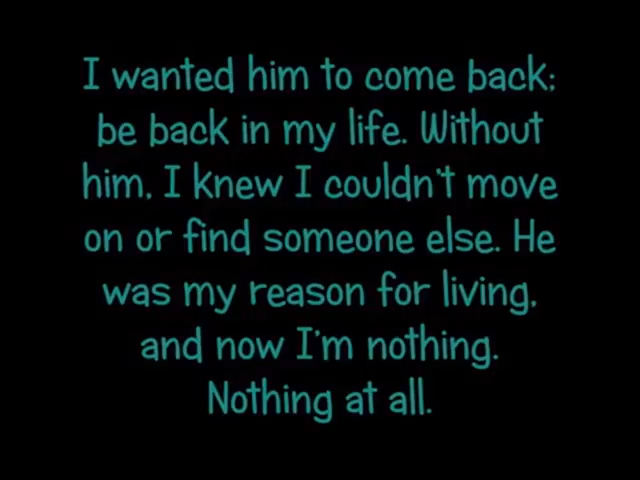 I wanted him to come back;
be back in my life. Without
him, I knew I couldn't move
on or find someone else. He
was my reason for living,
and now I'm nothing.
Nothing at all.